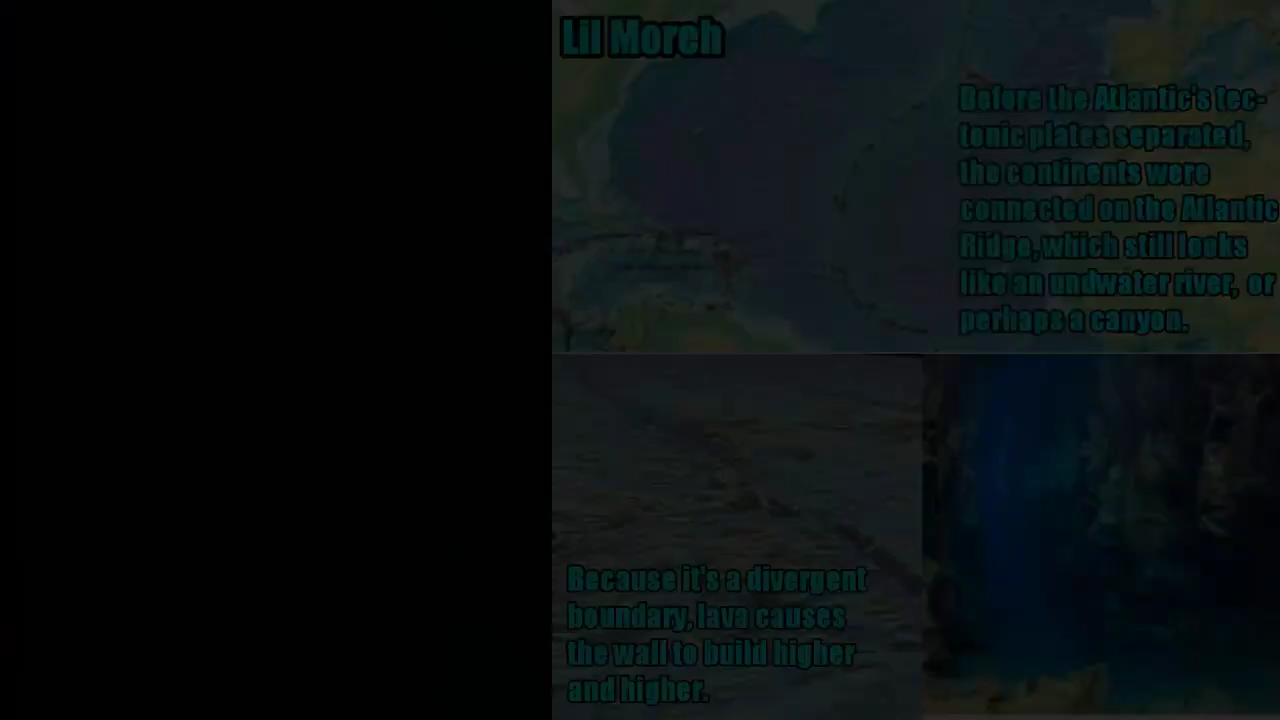 Lil Moreh
Before the Atlantic's tec-
tonic plates separated,
the continents were
connected on the Atlantic
Ridge, which still looks
like an undwater river, or
perhaps a canyon.
Because it's a divergent
boundary, lava causes
the wall to build higher
and higher.